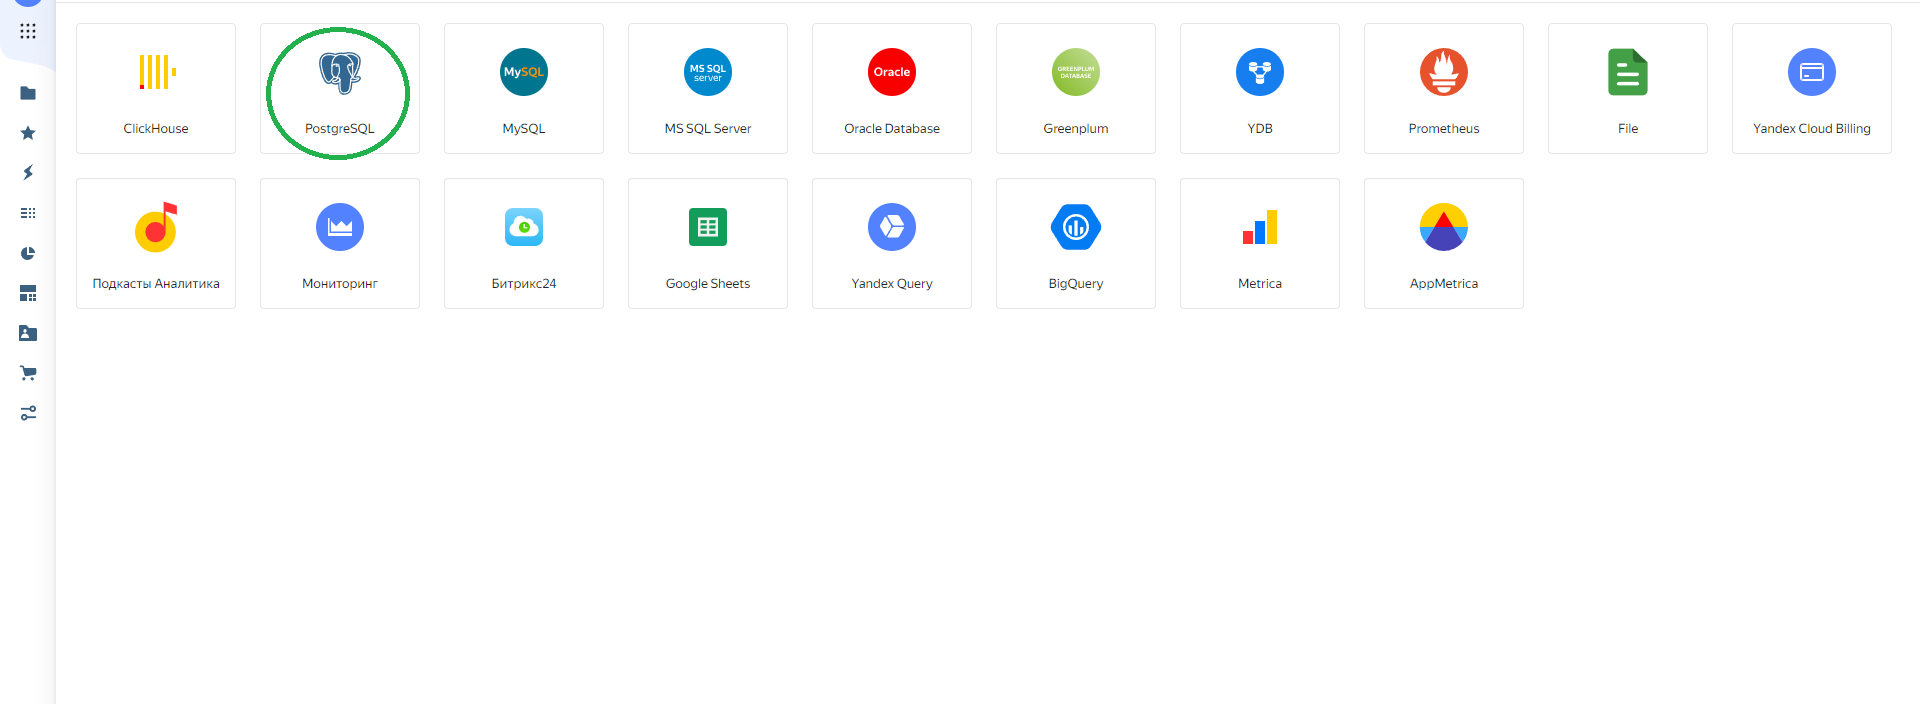 MySQL
MS SQL
server
Oracle
GREENPLUM
DATABASE
ClickHouse
PostgreSQL
MySQL
MS SQL Server
Oracle Database
Greenplum
YDB
Prometheus
File
Yandex Cloud Billing
Подкасты Аналитика
Мониторинг
Битрикс24
Google Sheets
Yandex Query
BigQuery
Metrica
AppMetrica